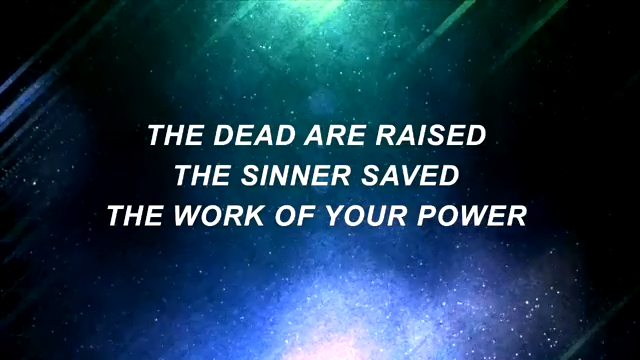 THE DEAD ARE RAISED
THE SINNER SAVED
THE WORK OF YOUR POWER